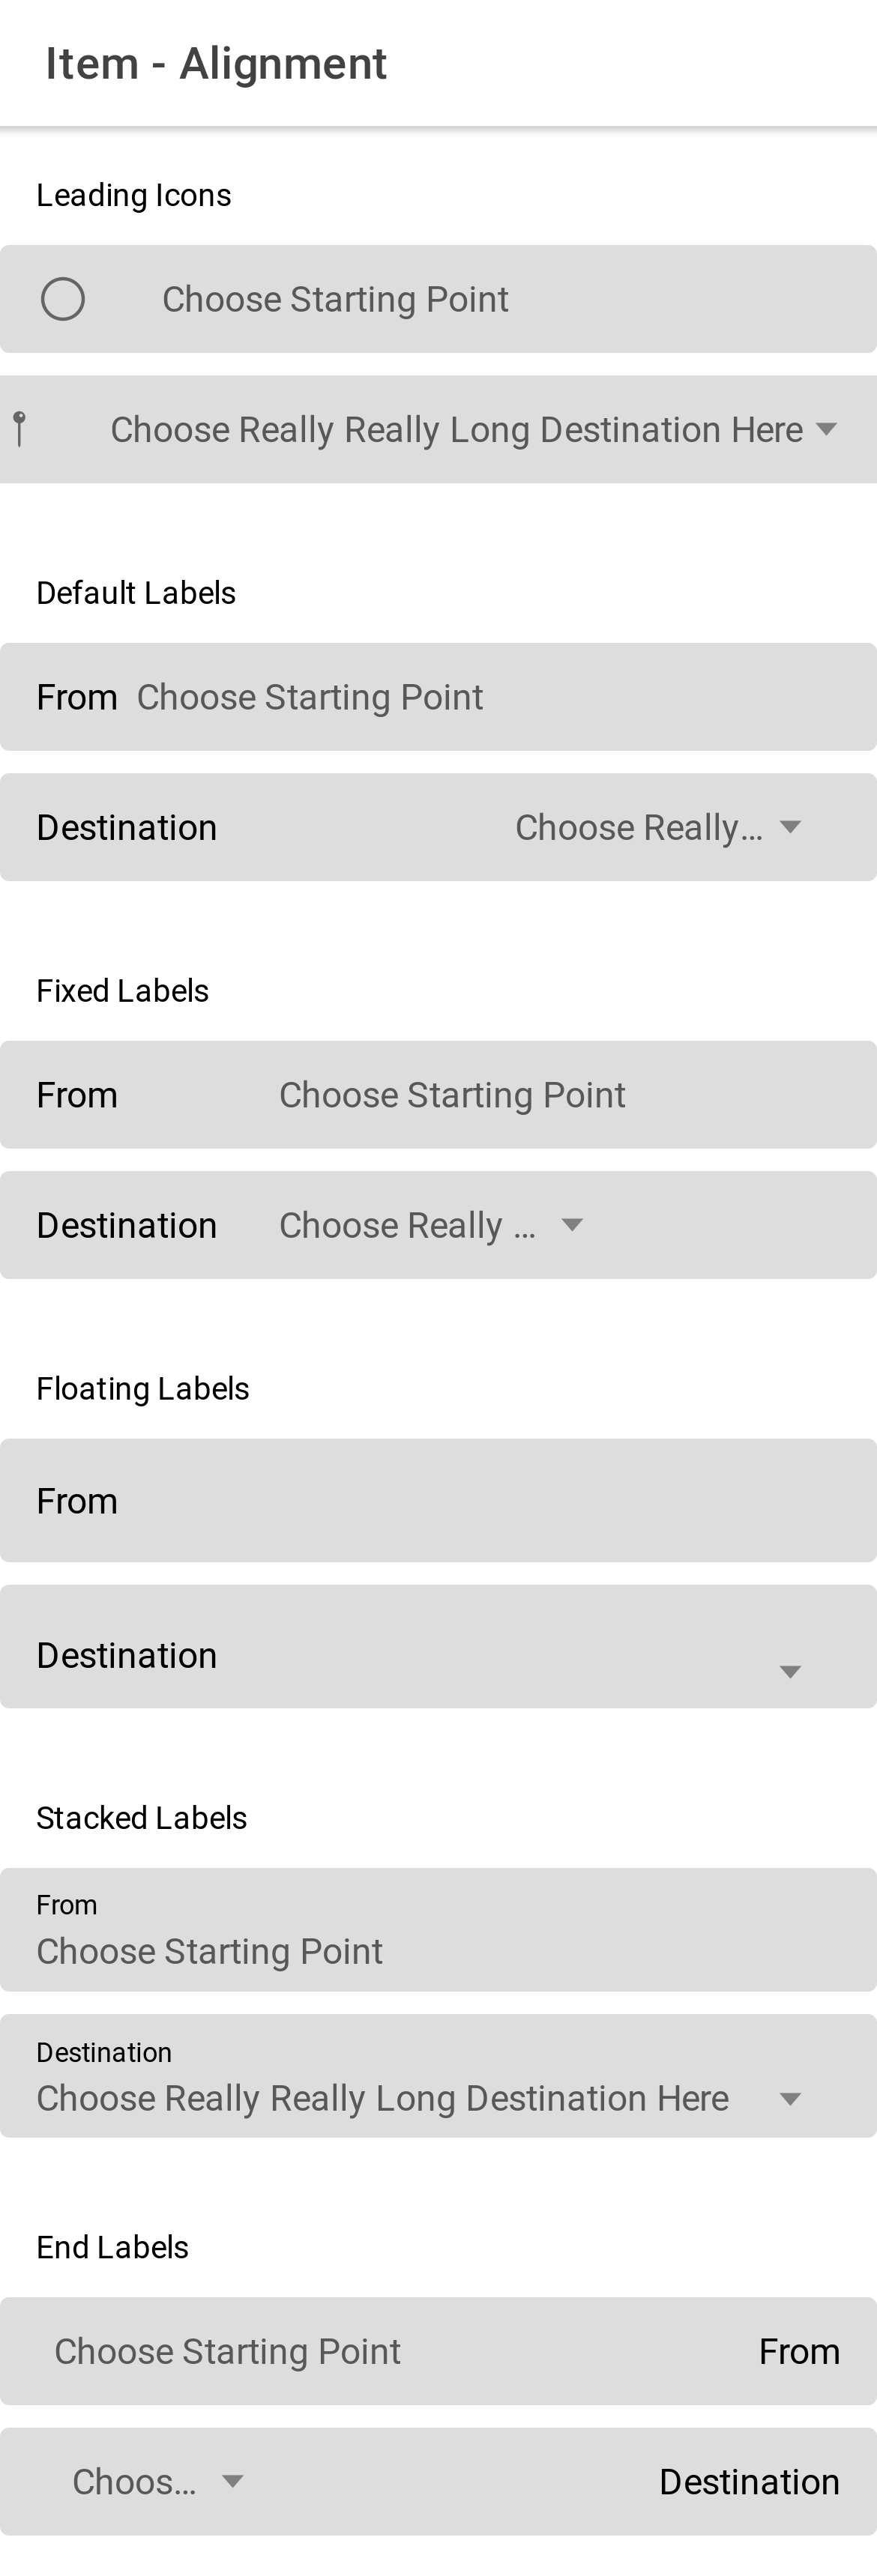 Item - Alignment
Leading Icons
Choose Starting Point
Choose Really Really Long Destination Here
Default Labels
From Choose Starting Point
Destination Choose Really...
Fixed Labels
From Choose Starting Point
Destination Choose Really ...
Floating Labels
From
Destination
Stacked Labels
From
Choose Starting Point
Destination
Choose Really Really Long Destination Here
End Labels
Choose Starting Point From
Choos... Destination